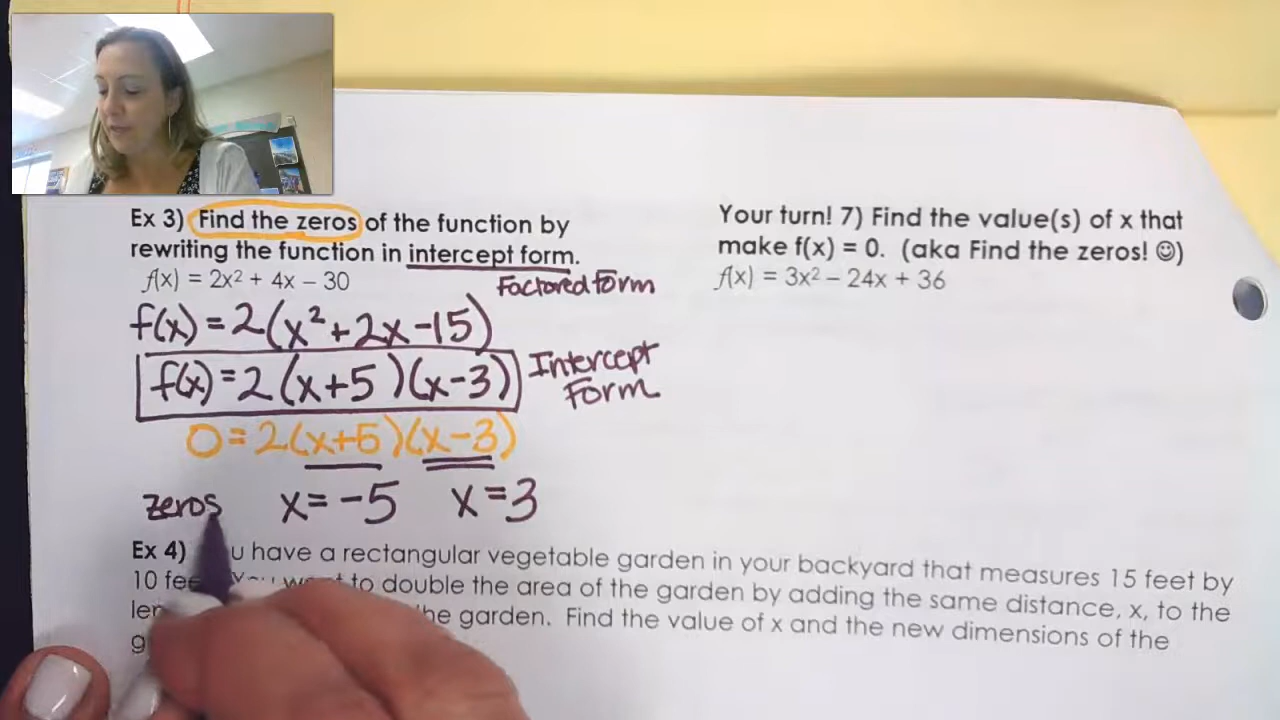 Ex 3) Find the zeros of the function by
rewriting the function in intercept form.
f(x) = 2x² + 4x – 30
Factored Form
f(x) = 2(x² + 2x - 15)
f(x) = 2(x+5)(x-3)
Intercept
Form
0 = 2(x+5)(x-3)
zeros x = -5 x = 3
Your turn! 7) Find the value(s) of x that
make f(x) = 0. (aka Find the zeros! ☺)
f(x) = 3x² – 24x + 36
Ex 4) u have a rectangular vegetable garden in your backyard that measures 15 feet by
10 fee to double the area of the garden by adding the same distance, x, to the
len he garden. Find the value of x and the new dimensions of the
g